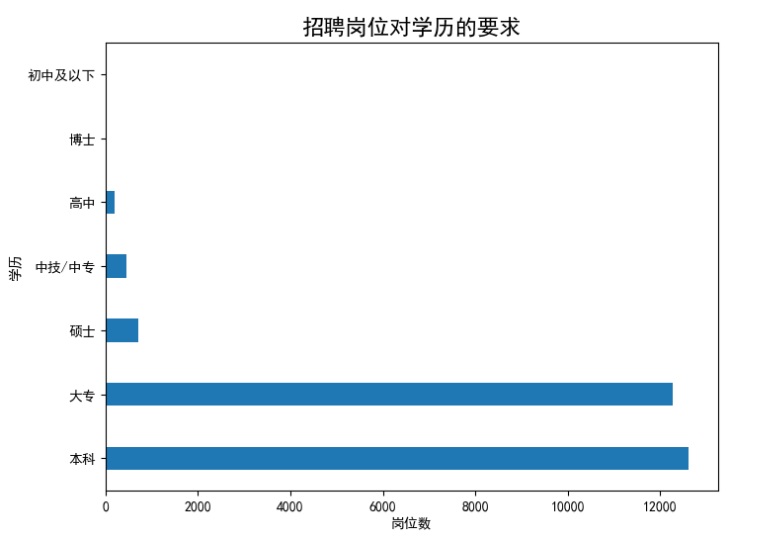 招聘岗位对学历的要求
初中及以下
博士
高中
中技/中专
硕士
大专
本科
学历
0 2000 4000 6000 8000 10000 12000
岗位数